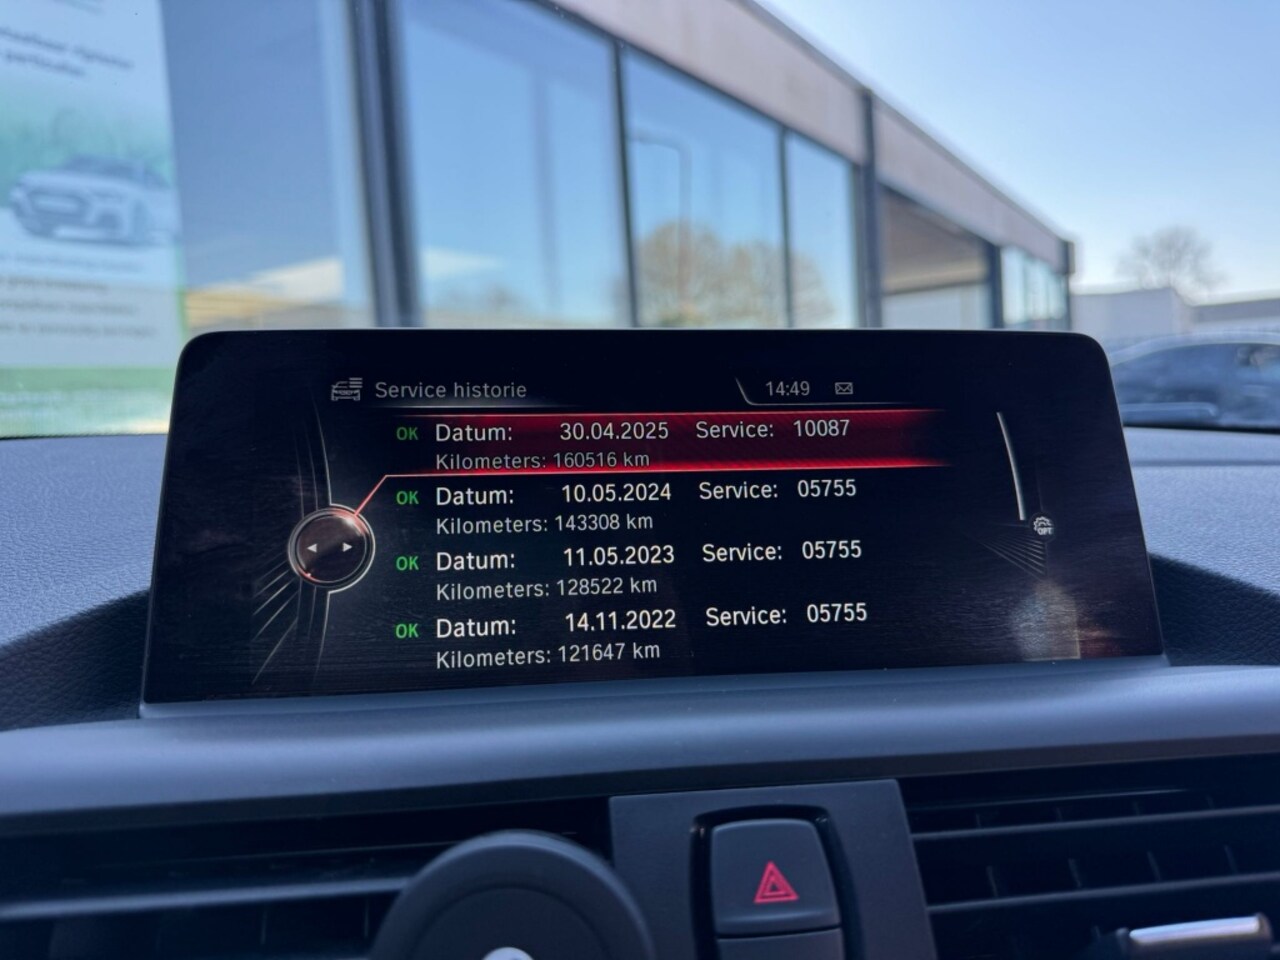 Service historie 14:49
OK Datum: 30.04.2025 Service: 10087
Kilometers: 160516 km
OK Datum: 10.05.2024 Service: 05755
Kilometers: 143308 km
OK Datum: 11.05.2023 Service: 05755
Kilometers: 128522 km
OK Datum: 14.11.2022 Service: 05755
Kilometers: 121647 km
OFF